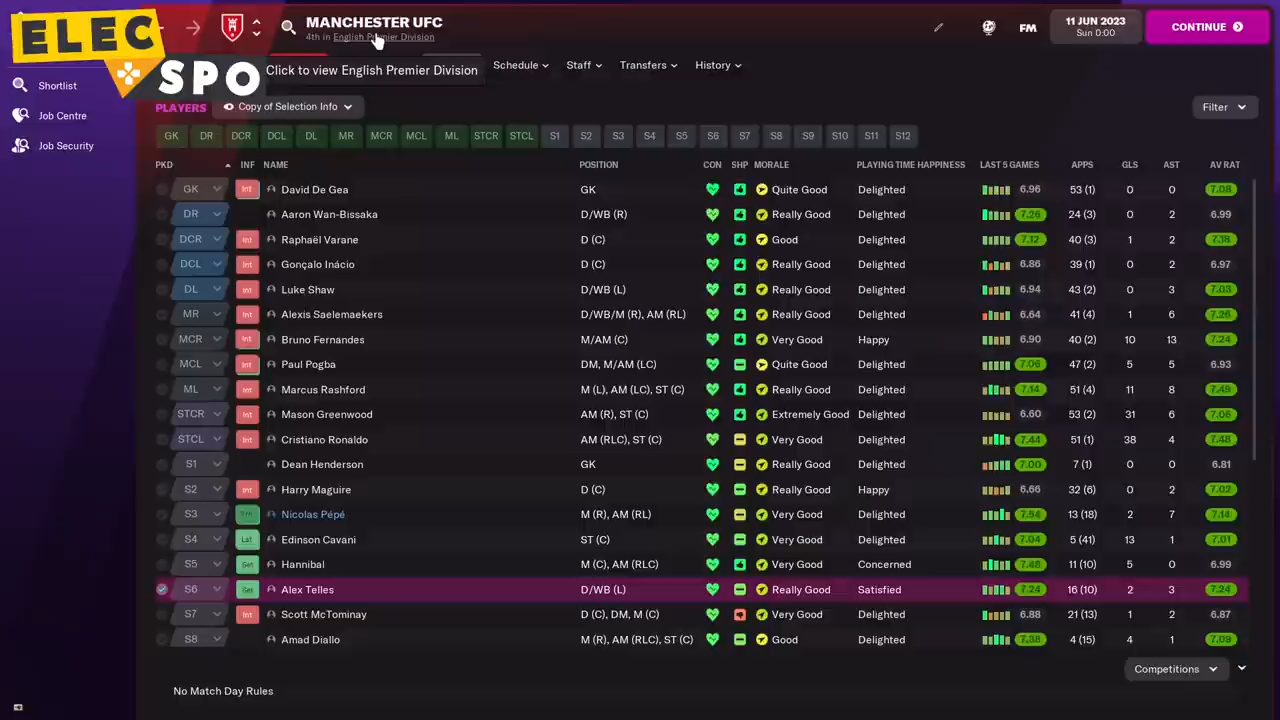 ELEC
SPO
MANCHESTER UFC
4th in English Premier Division
Click to view English Premier Division
FM
11 JUN 2023
Sun 0:00
CONTINUE
Schedule
Staff
Transfers
History
Shortlist
Job Centre
Job Security
PLAYERS
Copy of Selection Info
Filter
GK DR DCR DCL DL MR MCR MCL ML STCR STCL S1 S2 S3 S4 S5 S6 S7 S8 S9 S10 S11 S12
PKD INF NAME POSITION CON SHP MORALE PLAYING TIME HAPPINESS LAST 5 GAMES APPS GLS AST AV RAT
GK Int David De Gea GK Quite Good Delighted 6.96 53 (1) 0 0 7.08
DR Aaron Wan-Bissaka D/WB (R) Really Good Delighted 7.26 24 (3) 0 2 6.99
DCR Int Raphaël Varane D (C) Good Delighted 7.12 40 (3) 1 2 7.18
DCL Int Gonçalo Inácio D (C) Really Good Delighted 6.86 39 (1) 0 2 6.97
DL Int Luke Shaw D/WB (L) Really Good Delighted 6.94 43 (2) 0 3 7.03
MR Int Alexis Saelemaekers D/WB/M (R), AM (RL) Really Good Delighted 6.64 41 (4) 1 6 7.26
MCR Int Bruno Fernandes M/AM (C) Very Good Happy 6.90 40 (2) 10 13 7.24
MCL Int Paul Pogba DM, M/AM (LC) Quite Good Delighted 7.06 47 (2) 5 5 6.93
ML Int Marcus Rashford M (L), AM (LC), ST (C) Really Good Delighted 7.14 51 (4) 11 8 7.49
STCR Int Mason Greenwood AM (R), ST (C) Extremely Good Delighted 6.60 53 (2) 31 6 7.06
STCL Int Cristiano Ronaldo AM (RLC), ST (C) Very Good Delighted 7.44 51 (1) 38 4 7.48
S1 Dean Henderson GK Really Good Delighted 7.00 7 (1) 0 0 6.81
S2 Int Harry Maguire D (C) Really Good Happy 6.66 32 (6) 0 2 7.02
S3 Nicolas Pépé M (R), AM (RL) Very Good Delighted 7.54 13 (18) 2 7 7.14
S4 Lat Edinson Cavani ST (C) Very Good Delighted 7.04 5 (41) 13 1 7.01
S5 Set Hannibal M (C), AM (RLC) Very Good Concerned 7.48 11 (10) 5 0 6.99
S6 Set Alex Telles D/WB (L) Really Good Satisfied 7.24 16 (10) 2 3 7.24
S7 Int Scott McTominay D (C), DM, M (C) Very Good Delighted 6.88 21 (13) 1 2 6.87
S8 Amad Diallo M (R), AM (RLC), ST (C) Good Delighted 7.38 4 (15) 4 1 7.09
Competitions
No Match Day Rules